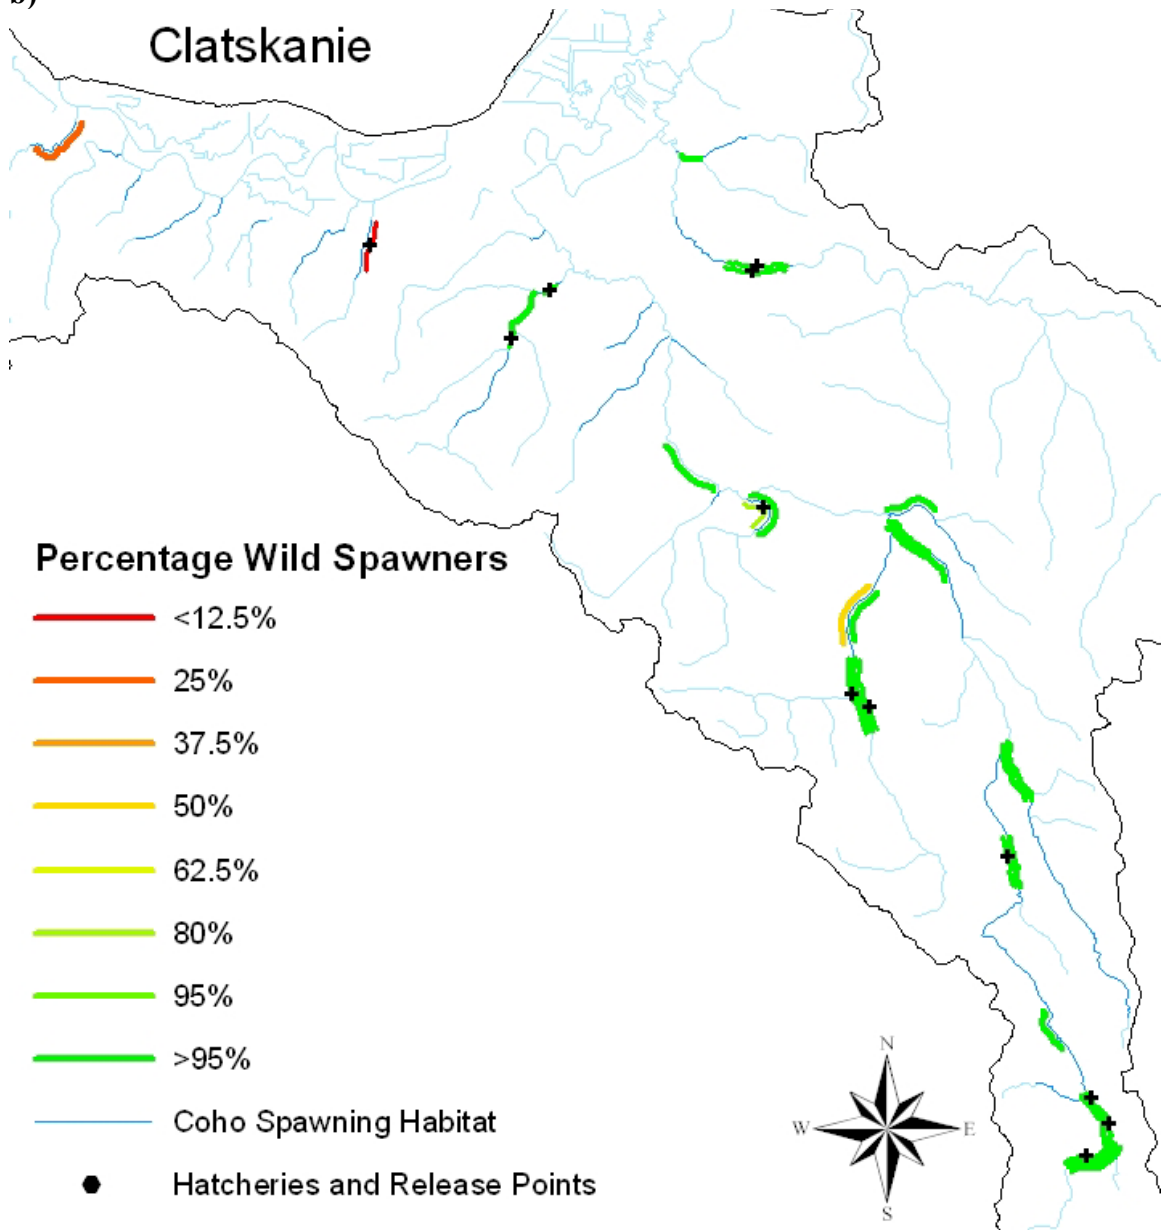 b)
Clatskanie
Percentage Wild Spawners
<12.5%
25%
37.5%
50%
62.5%
80%
95%
>95%
Coho Spawning Habitat
Hatcheries and Release Points
N
W E
S